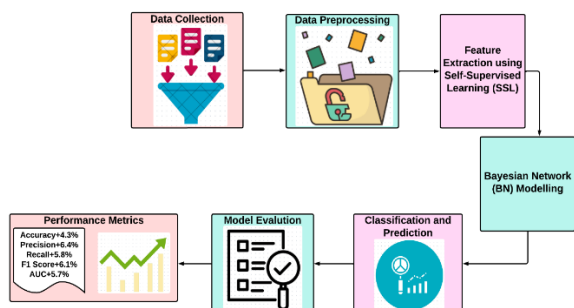 Data Collection
Data Preprocessing
Feature
Extraction using
Self-Supervised
Learning (SSL)
Bayesian Network
(BN) Modelling
Classification and
Prediction
Model Evalution
Performance Metrics
Accuracy+4.3%
Precision+6.4%
Recall+5.8%
F1 Score+6.1%
AUC+5.7%